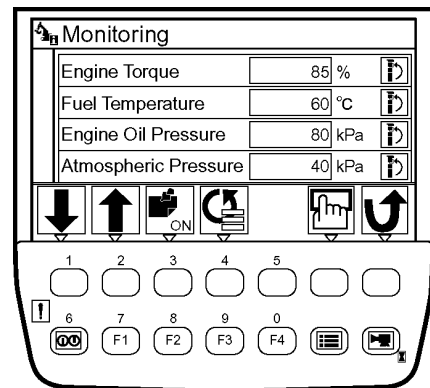 Monitoring
Engine Torque 85 %
Fuel Temperature 60 °C
Engine Oil Pressure 80 kPa
Atmospheric Pressure 40 kPa
ON
1 2 3 4 5
!
6 7 8 9 0
F1 F2 F3 F4